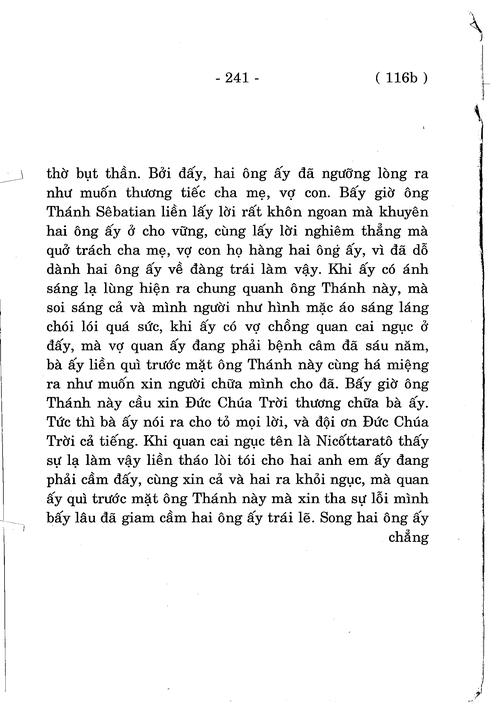 - 241 - ( 116b )
thờ bụt thần. Bởi đấy, hai ông ấy đã ngưỡng lòng ra
như muốn thương tiếc cha mẹ, vợ con. Bấy giờ ông
Thánh Sêbatian liền lấy lời rất khôn ngoan mà khuyên
hai ông ấy ở cho vững, cùng lấy lời nghiêm thẳng mà
quở trách cha mẹ, vợ con họ hàng hai ông ấy, vì đã dỗ
dành hai ông ấy về đàng trái làm vậy. Khi ấy có ánh
sáng lạ lùng hiện ra chung quanh ông Thánh này, mà
soi sáng cả và mình người như hình mặc áo sáng láng
chói lói quá sức, khi ấy có vợ chồng quan cai ngục ở
đấy, mà vợ quan ấy đang phải bệnh câm đã sáu năm,
bà ấy liền quì trước mặt ông Thánh này cùng há miệng
ra như muốn xin người chữa mình cho đã. Bấy giờ ông
Thánh này cầu xin Đức Chúa Trời thương chữa bà ấy.
Tức thì bà ấy nói ra cho tỏ mọi lời, và đội ơn Đức Chúa
Trời cả tiếng. Khi quan cai ngục tên là Nicốttaratô thấy
sự lạ làm vậy liền tháo lòi tói cho hai anh em ấy đang
phải cầm đấy, cùng xin cả và hai ra khỏi ngục, mà quan
ấy quì trước mặt ông Thánh này mà xin tha sự lỗi mình
bấy lâu đã giam cầm hai ông ấy trái lẽ. Song hai ông ấy
chẳng